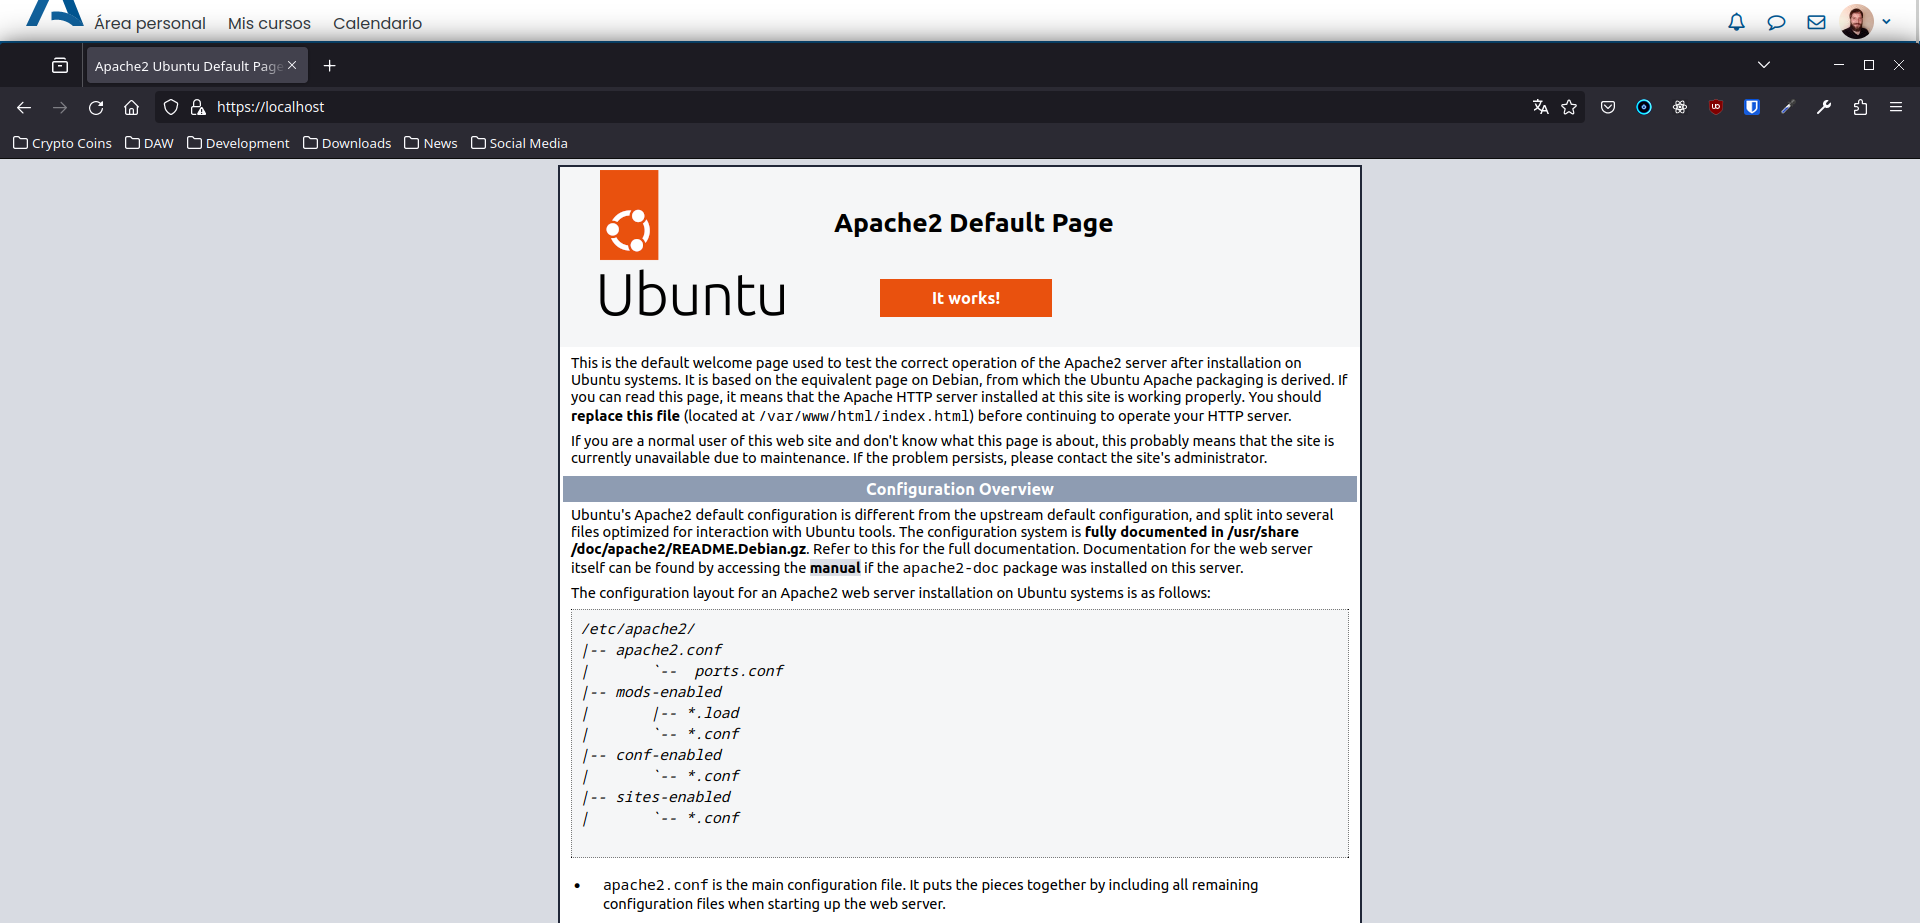 Área personal Mis cursos Calendario
Apache2 Ubuntu Default Page
https://localhost
Crypto Coins DAW Development Downloads News Social Media
Apache2 Default Page
Ubuntu
It works!
This is the default welcome page used to test the correct operation of the Apache2 server after installation on
Ubuntu systems. It is based on the equivalent page on Debian, from which the Ubuntu Apache packaging is derived. If
you can read this page, it means that the Apache HTTP server installed at this site is working properly. You should
replace this file (located at /var/www/html/index.html) before continuing to operate your HTTP server.
If you are a normal user of this web site and don't know what this page is about, this probably means that the site is
currently unavailable due to maintenance. If the problem persists, please contact the site's administrator.
Configuration Overview
Ubuntu's Apache2 default configuration is different from the upstream default configuration, and split into several
files optimized for interaction with Ubuntu tools. The configuration system is fully documented in /usr/share
/doc/apache2/README.Debian.gz. Refer to this for the full documentation. Documentation for the web server
itself can be found by accessing the manual if the apache2-doc package was installed on this server.
The configuration layout for an Apache2 web server installation on Ubuntu systems is as follows:
/etc/apache2/
|-- apache2.conf
|       `--  ports.conf
|-- mods-enabled
|       |-- *.load
|       `-- *.conf
|-- conf-enabled
|       `-- *.conf
|-- sites-enabled
|       `-- *.conf
• apache2.conf is the main configuration file. It puts the pieces together by including all remaining
configuration files when starting up the web server.